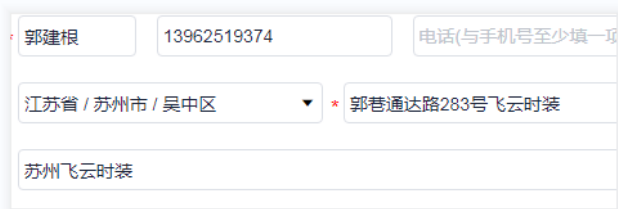 * 郭建根 13962519374 电话(与手机号至少填一项
江苏省 / 苏州市 / 吴中区 * 郭巷通达路283号飞云时装
苏州飞云时装